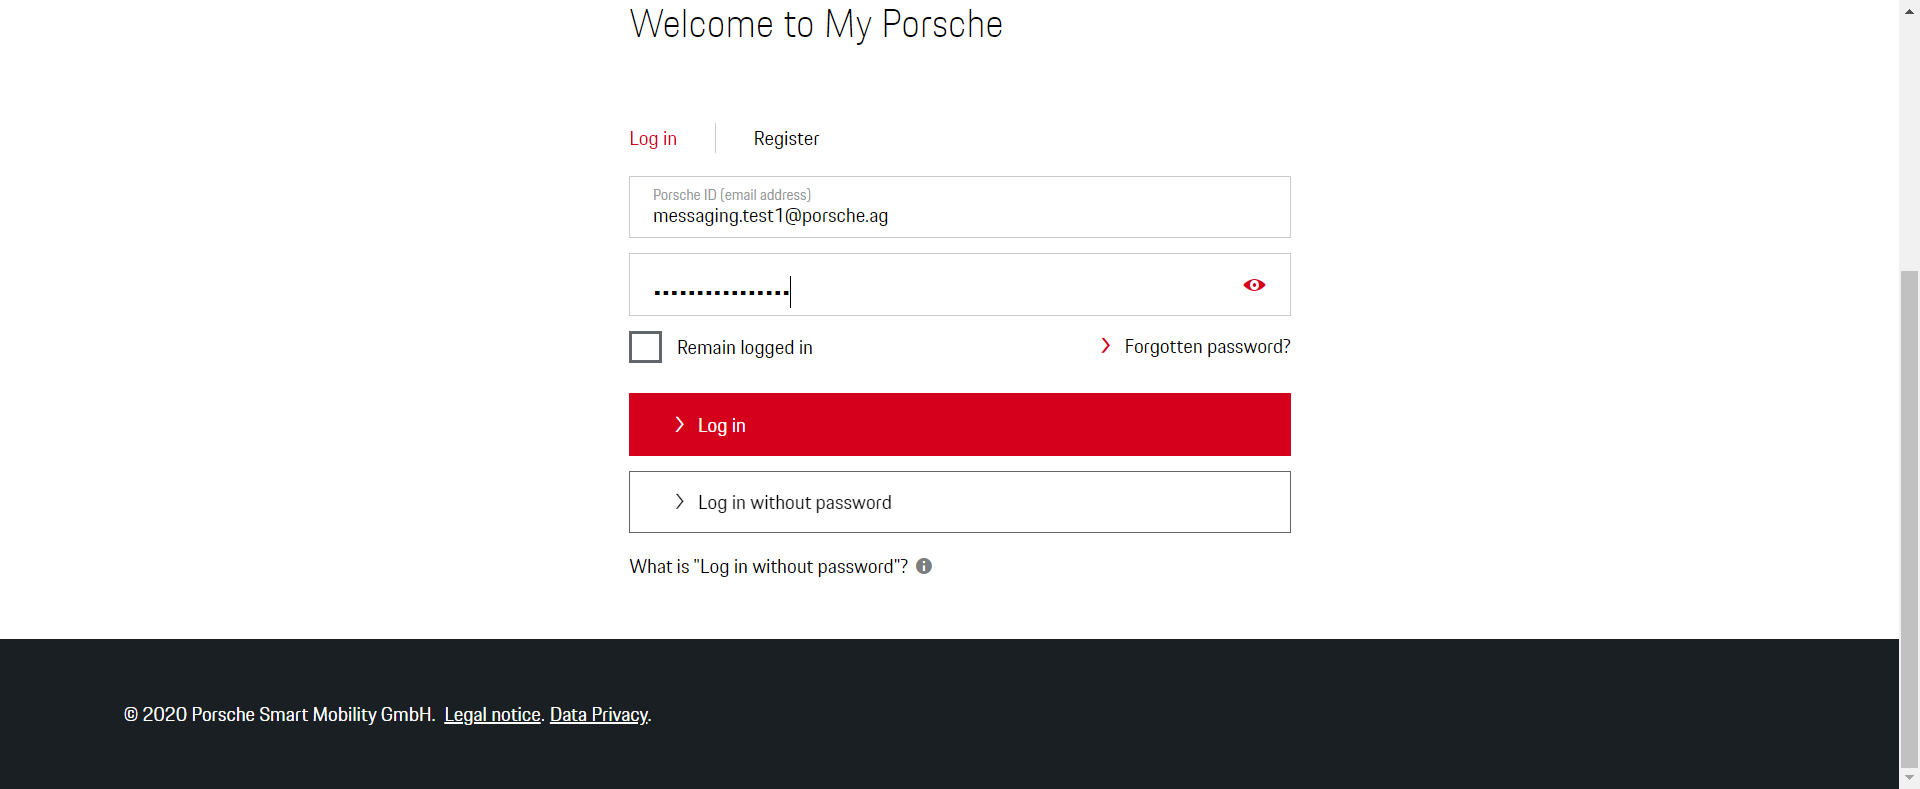 Welcome to My Porsche
Log in
Register
Porsche ID (email address)
messaging.test1@porsche.ag
Remain logged in
Forgotten password?
Log in
Log in without password
What is "Log in without password"?
© 2020 Porsche Smart Mobility GmbH. Legal notice. Data Privacy.